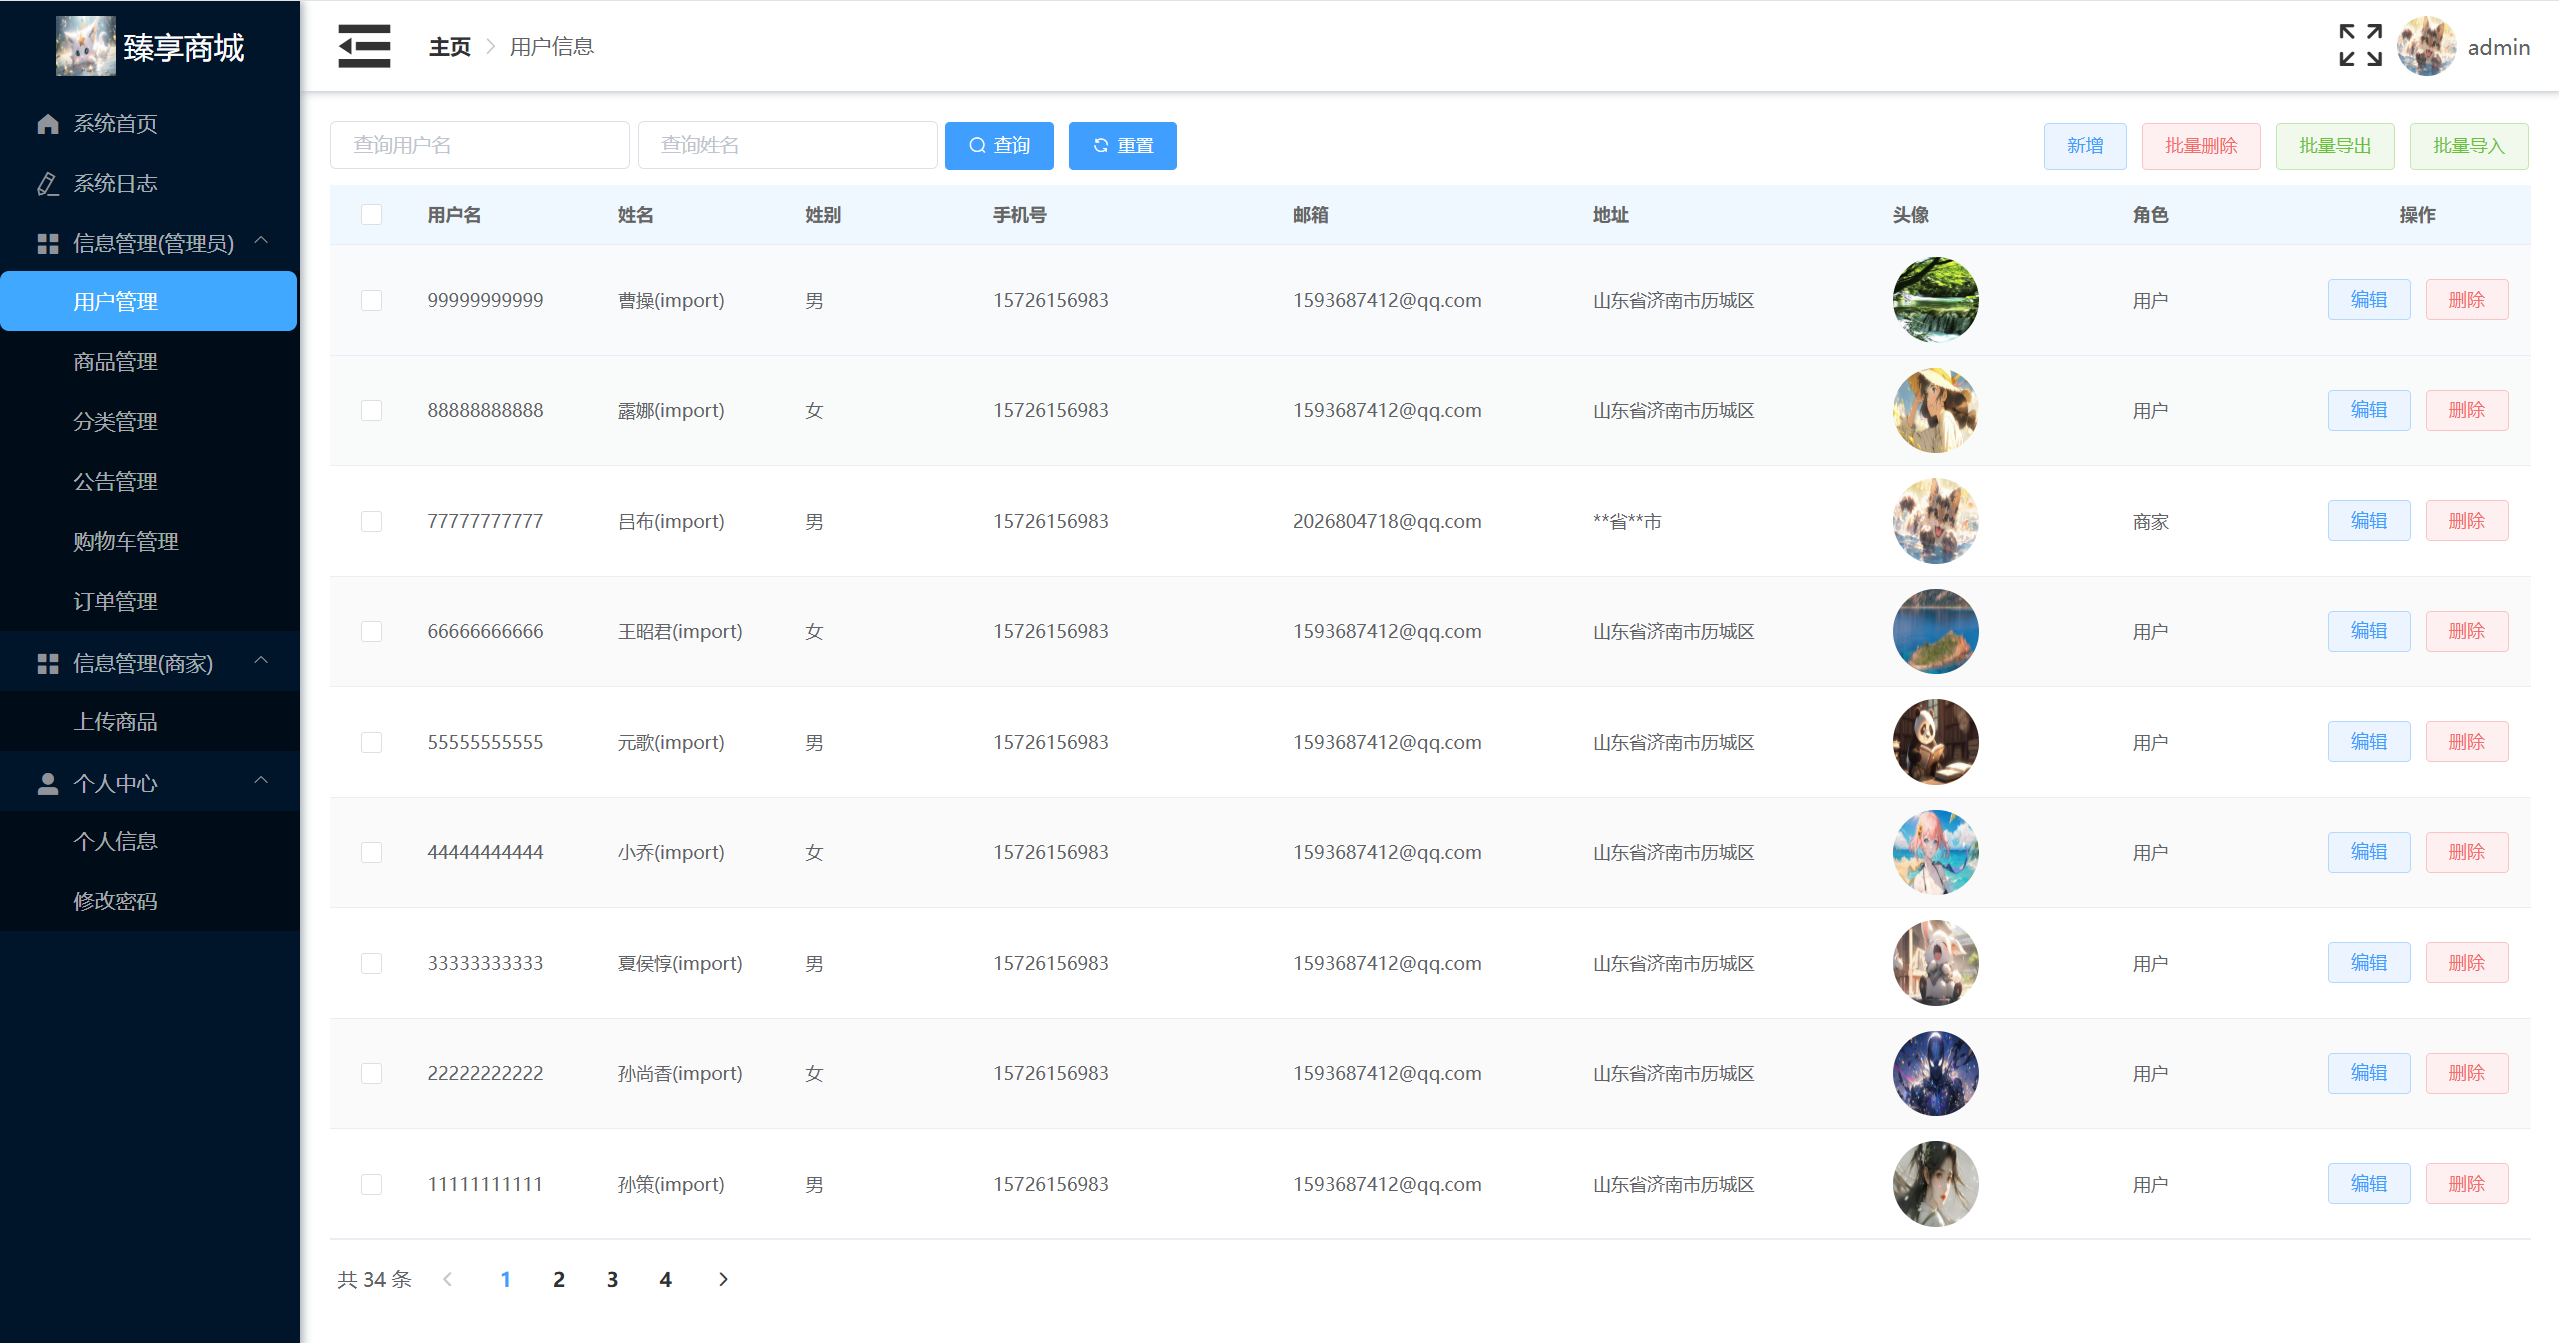 臻享商城
系统首页
系统日志
信息管理(管理员)
用户管理
商品管理
分类管理
公告管理
购物车管理
订单管理
信息管理(商家)
上传商品
个人中心
个人信息
修改密码
主页 用户信息 admin
查询用户名 查询姓名 查询 重置 新增 批量删除 批量导出 批量导入
用户名 姓名 性别 手机号 邮箱 地址 头像 角色 操作
99999999999 曹操(import) 男 15726156983 1593687412@qq.com 山东省济南市历城区 用户 编辑 删除
88888888888 露娜(import) 女 15726156983 1593687412@qq.com 山东省济南市历城区 用户 编辑 删除
77777777777 吕布(import) 男 15726156983 2026804718@qq.com **省**市 商家 编辑 删除
66666666666 王昭君(import) 女 15726156983 1593687412@qq.com 山东省济南市历城区 用户 编辑 删除
55555555555 元歌(import) 男 15726156983 1593687412@qq.com 山东省济南市历城区 用户 编辑 删除
44444444444 小乔(import) 女 15726156983 1593687412@qq.com 山东省济南市历城区 用户 编辑 删除
33333333333 夏侯惇(import) 男 15726156983 1593687412@qq.com 山东省济南市历城区 用户 编辑 删除
22222222222 孙尚香(import) 女 15726156983 1593687412@qq.com 山东省济南市历城区 用户 编辑 删除
11111111111 孙策(import) 男 15726156983 1593687412@qq.com 山东省济南市历城区 用户 编辑 删除
共 34 条 1 2 3 4